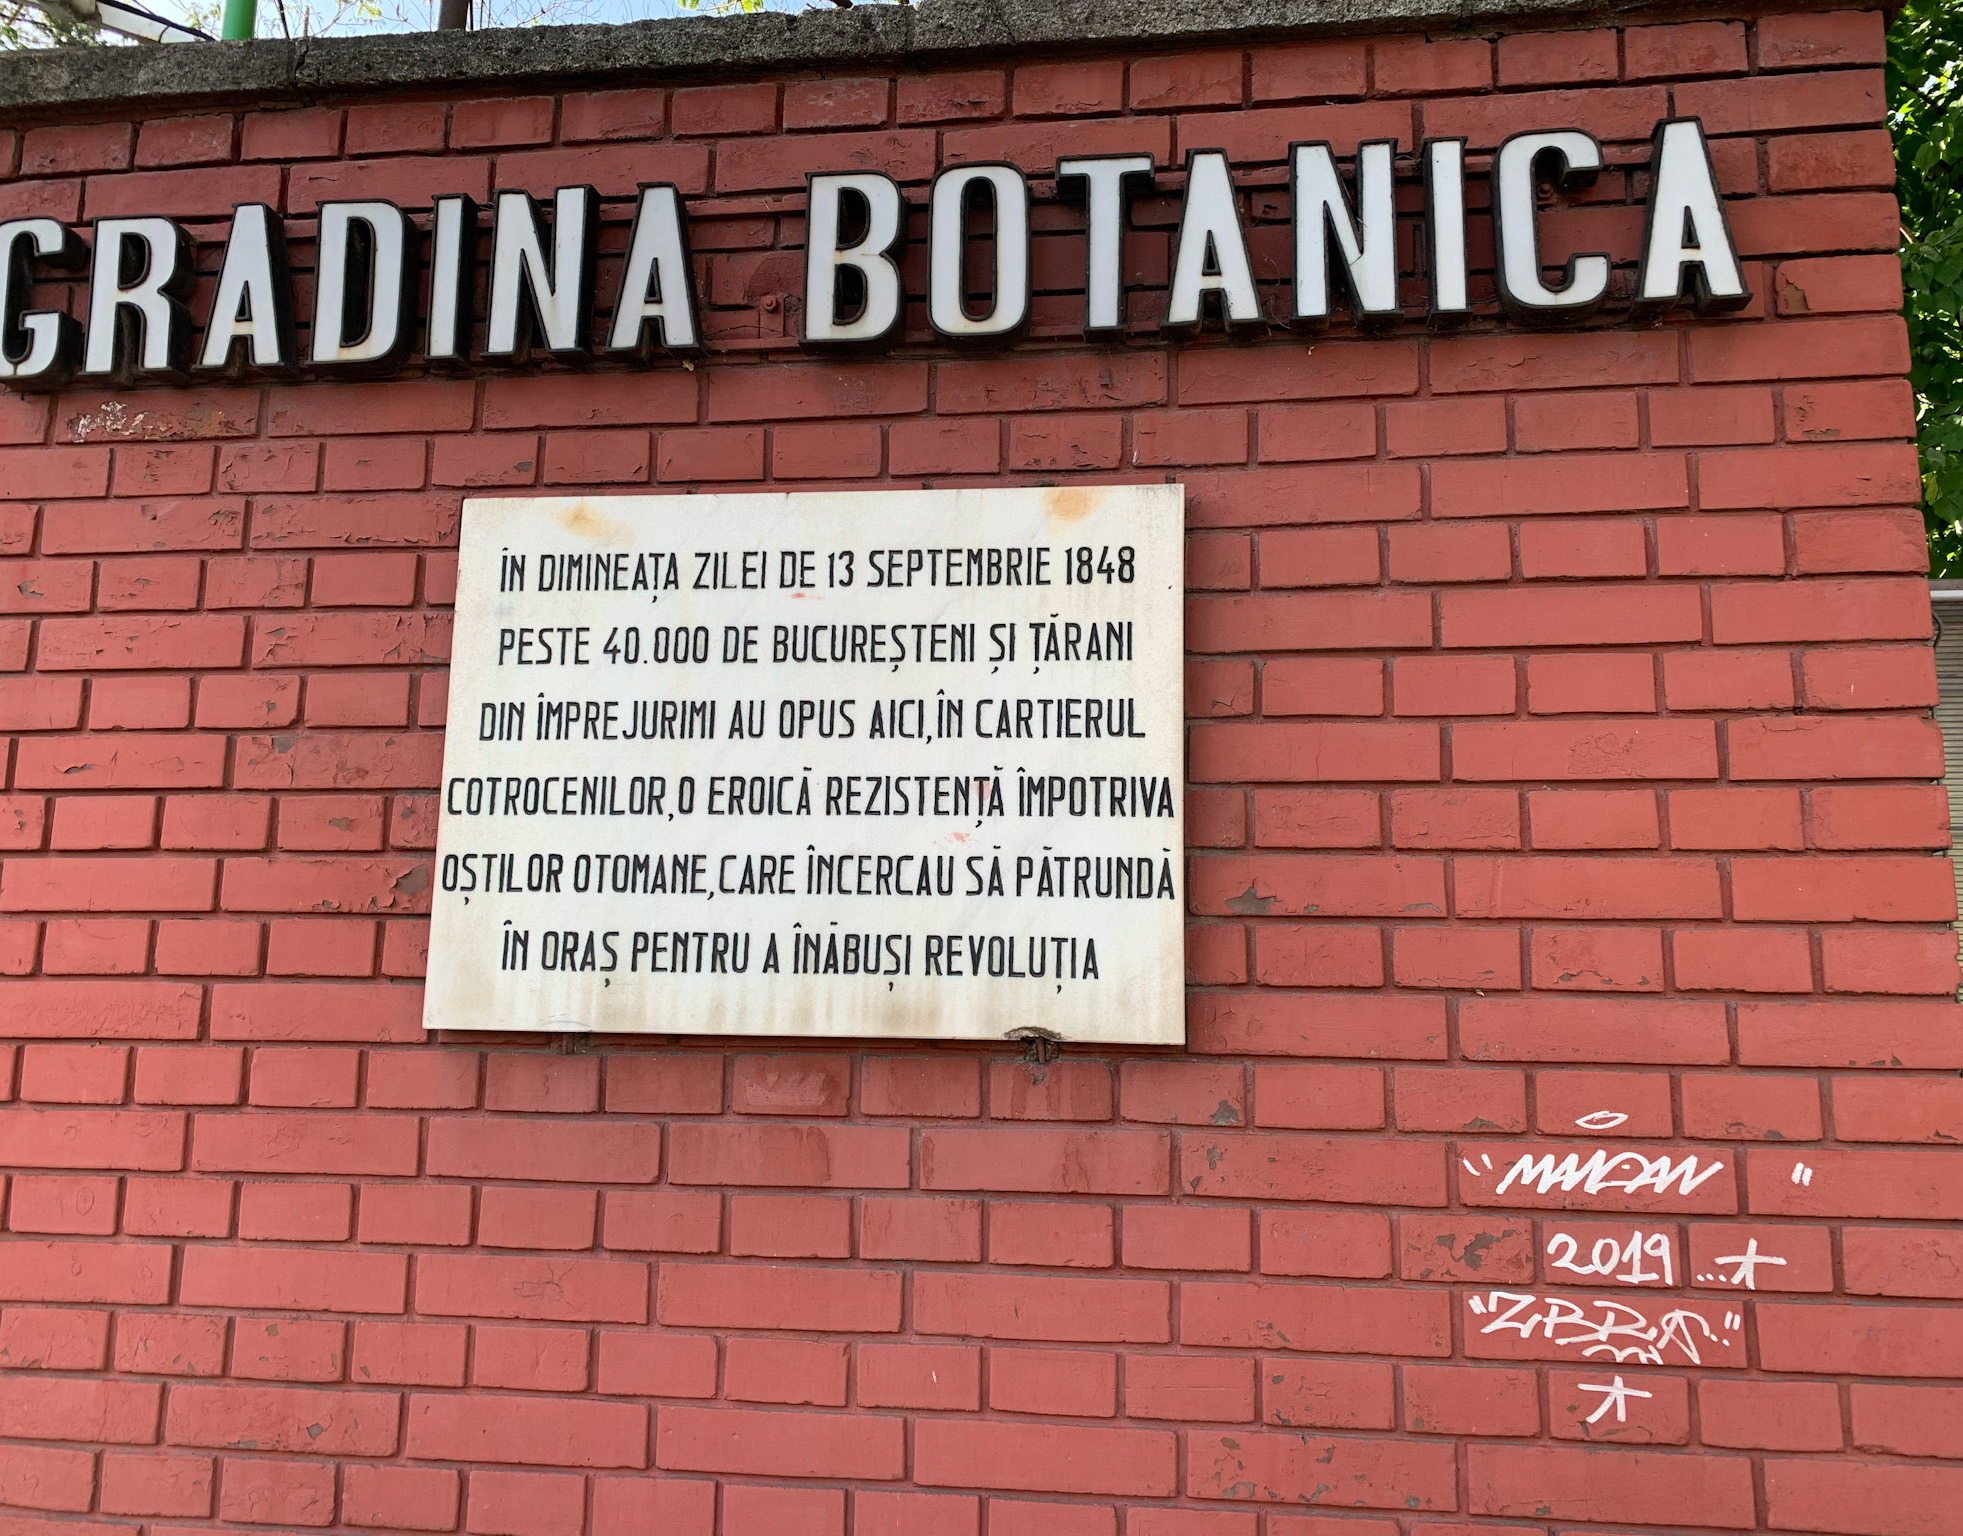 GRADINA BOTANICA
ÎN DIMINEAȚA ZILEI DE 13 SEPTEMBRIE 1848
PESTE 40.000 DE BUCUREȘTENI ȘI ȚĂRANI
DIN ÎMPREJURIMI AU OPUS AICI, ÎN CARTIERUL
COTROCENILOR, O EROICĂ REZISTENȚĂ ÎMPOTRIVA
OȘTILOR OTOMANE, CARE ÎNCERCAU SĂ PĂTRUNDĂ
ÎN ORAȘ PENTRU A ÎNĂBUȘI REVOLUȚIA
2019